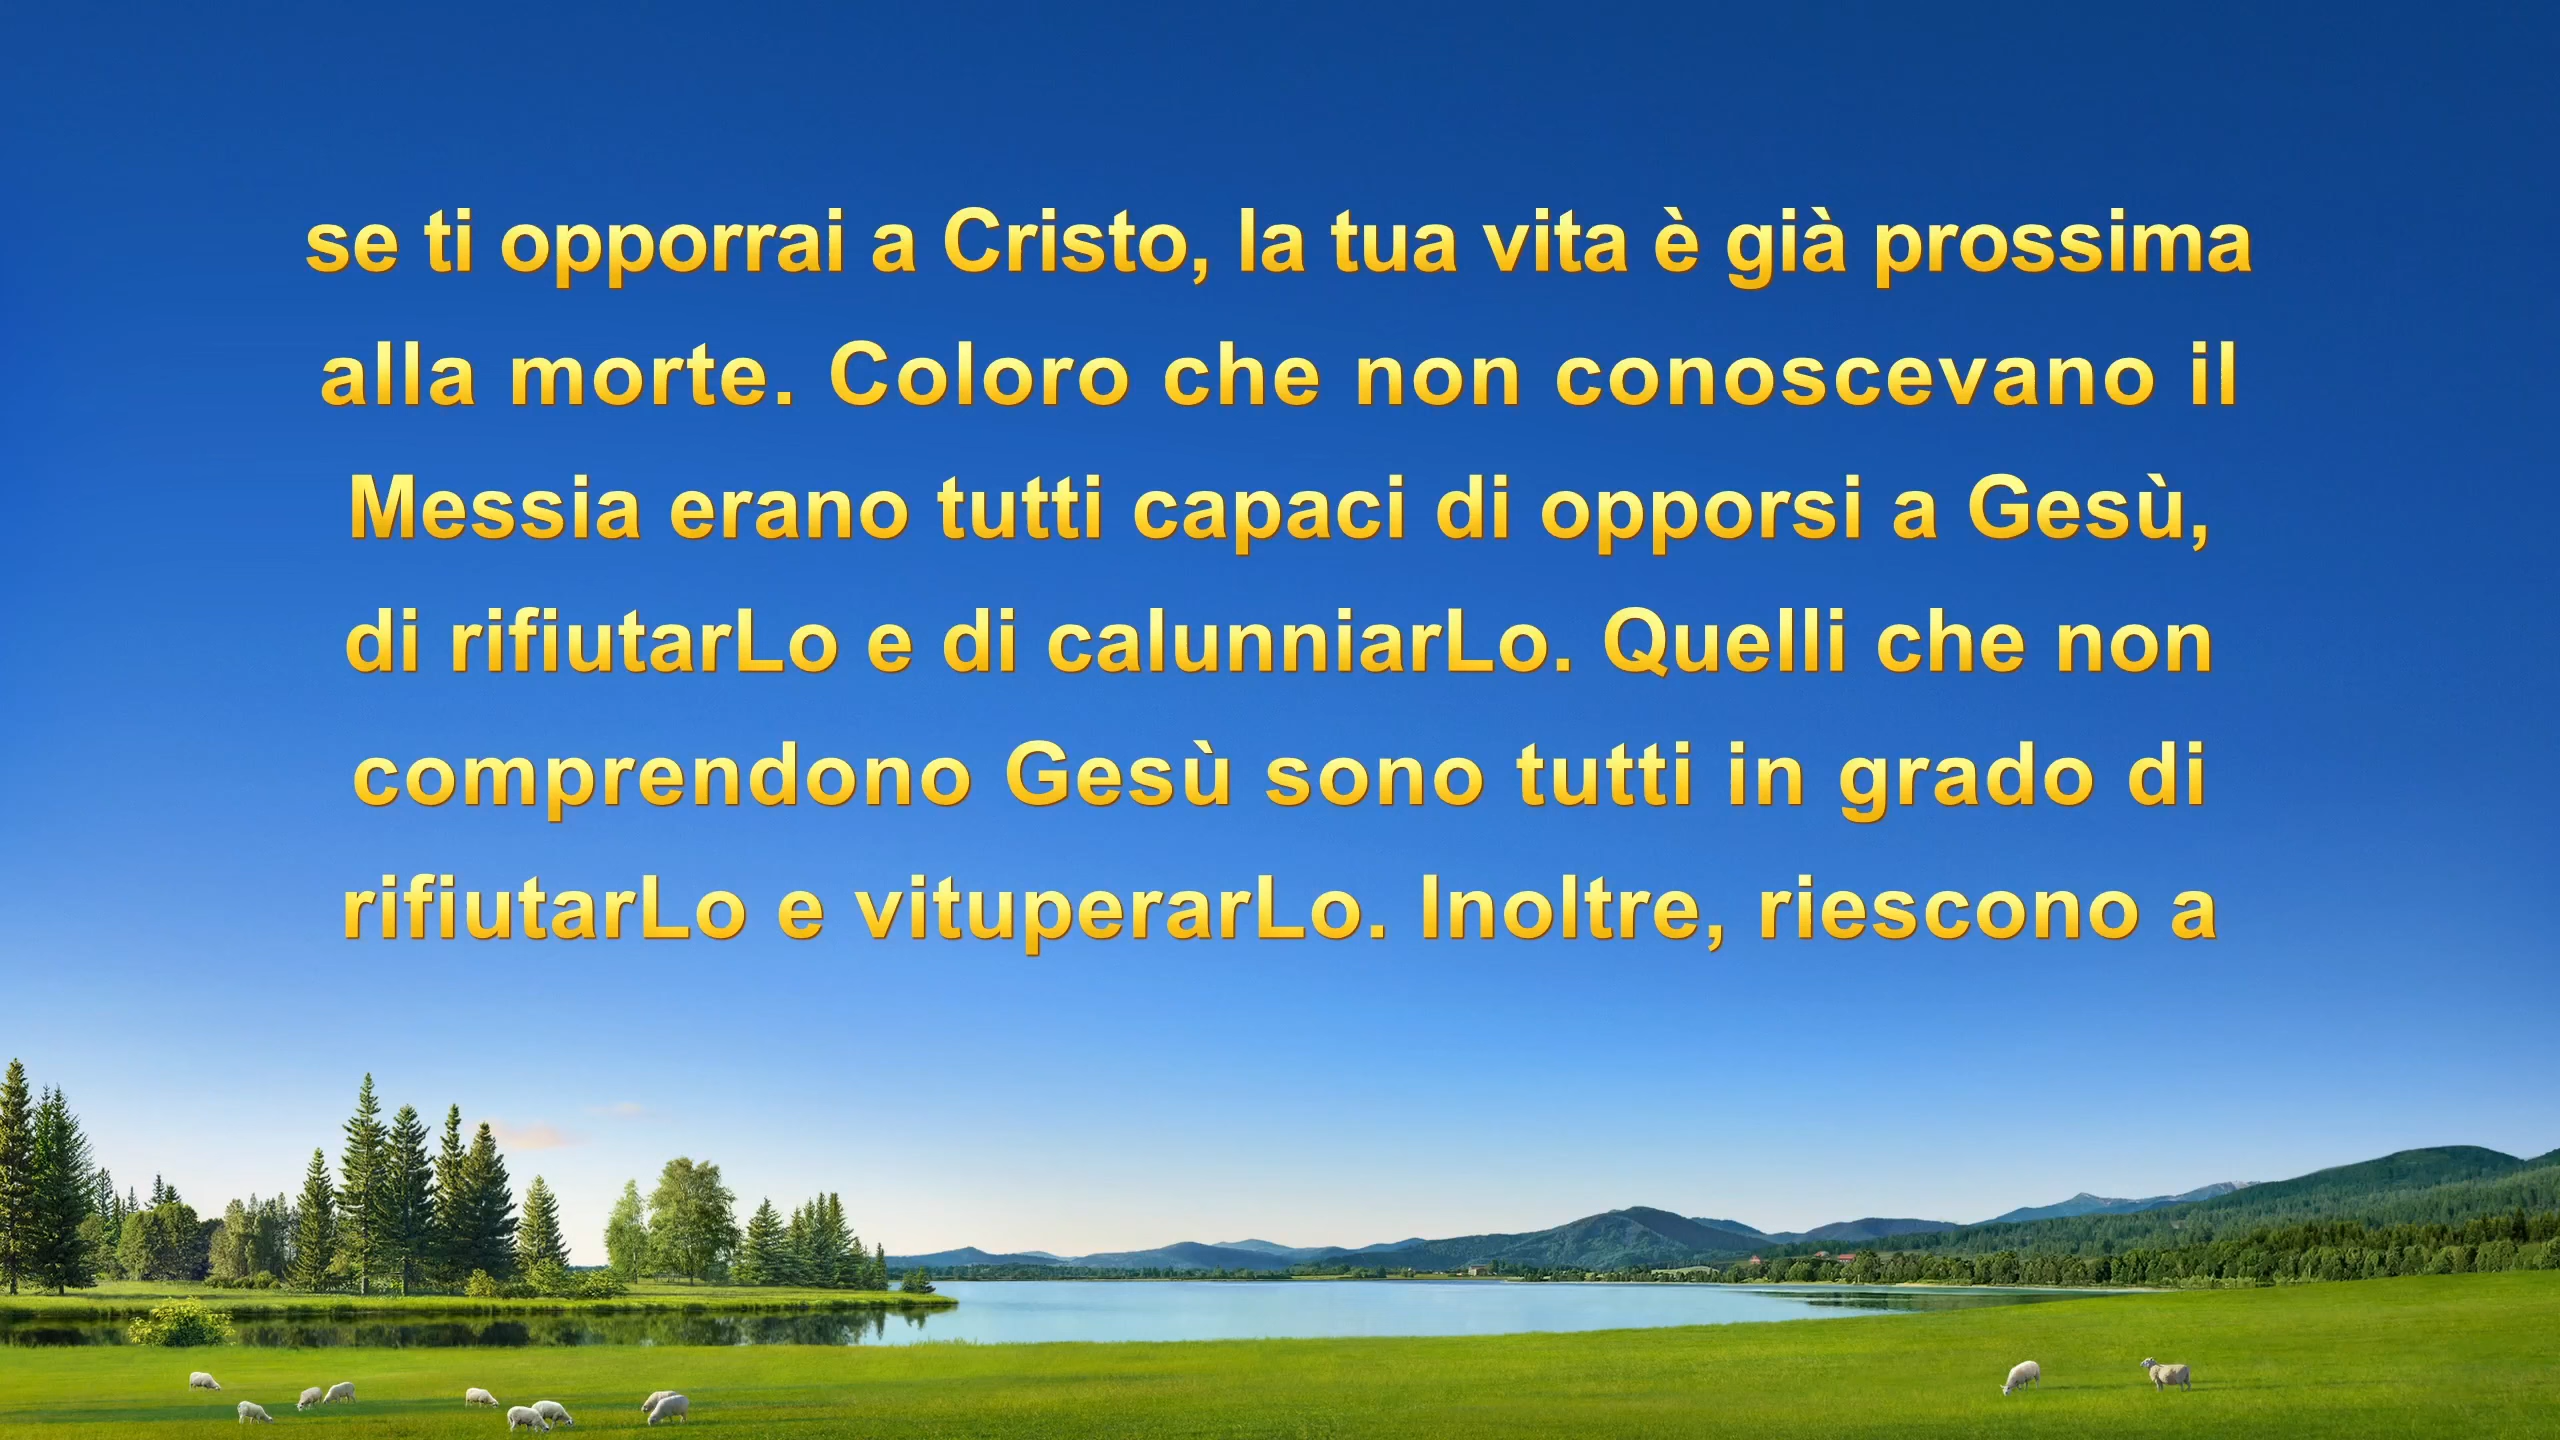 se ti opporrai a Cristo, la tua vita è già prossima
alla morte. Coloro che non conoscevano il
Messia erano tutti capaci di opporsi a Gesù,
di rifiutarLo e di calunniarLo. Quelli che non
comprendono Gesù sono tutti in grado di
rifiutarLo e vituperarLo. Inoltre, riescono a